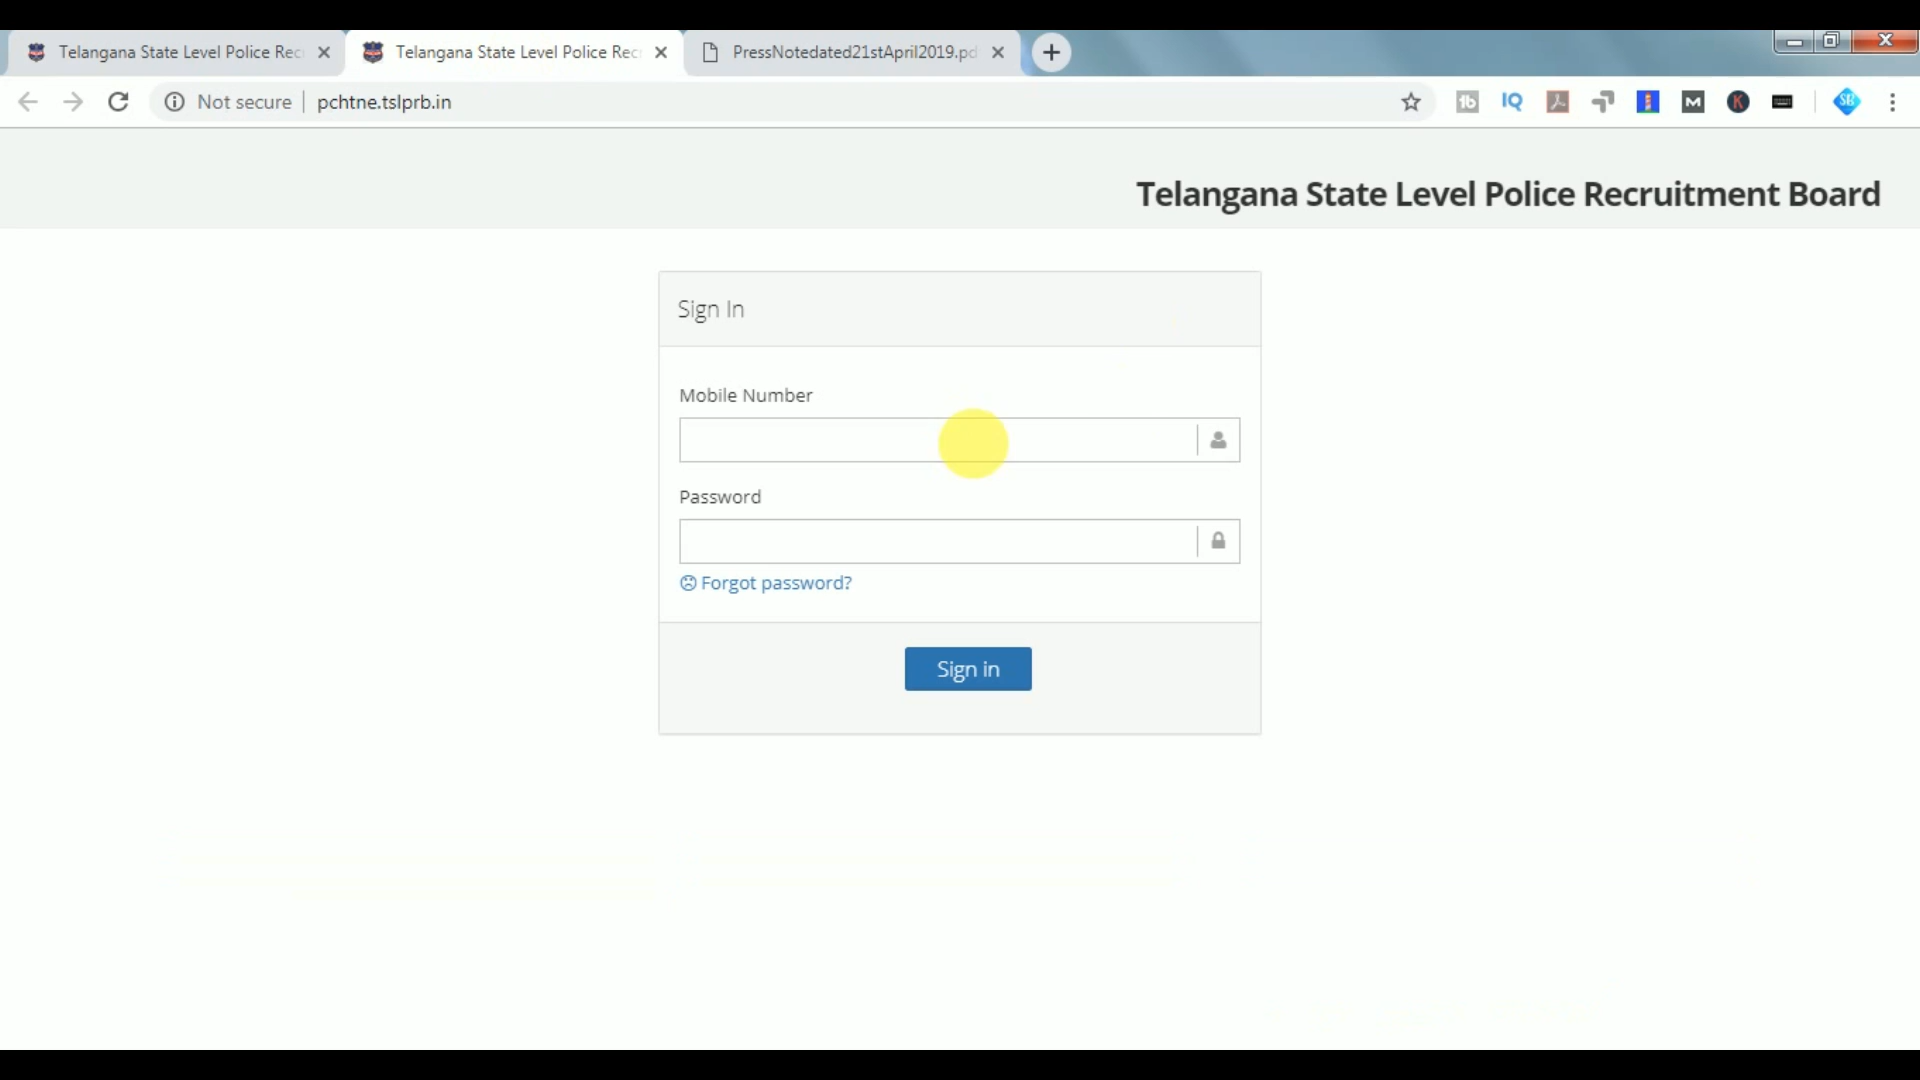 Telangana State Level Police Rec
Telangana State Level Police Rec
PressNotedated21stApril2019.pd
Not secure
pchtne.tslprb.in
Telangana State Level Police Recruitment Board
Sign In
Mobile Number
Password
Forgot password?
Sign in